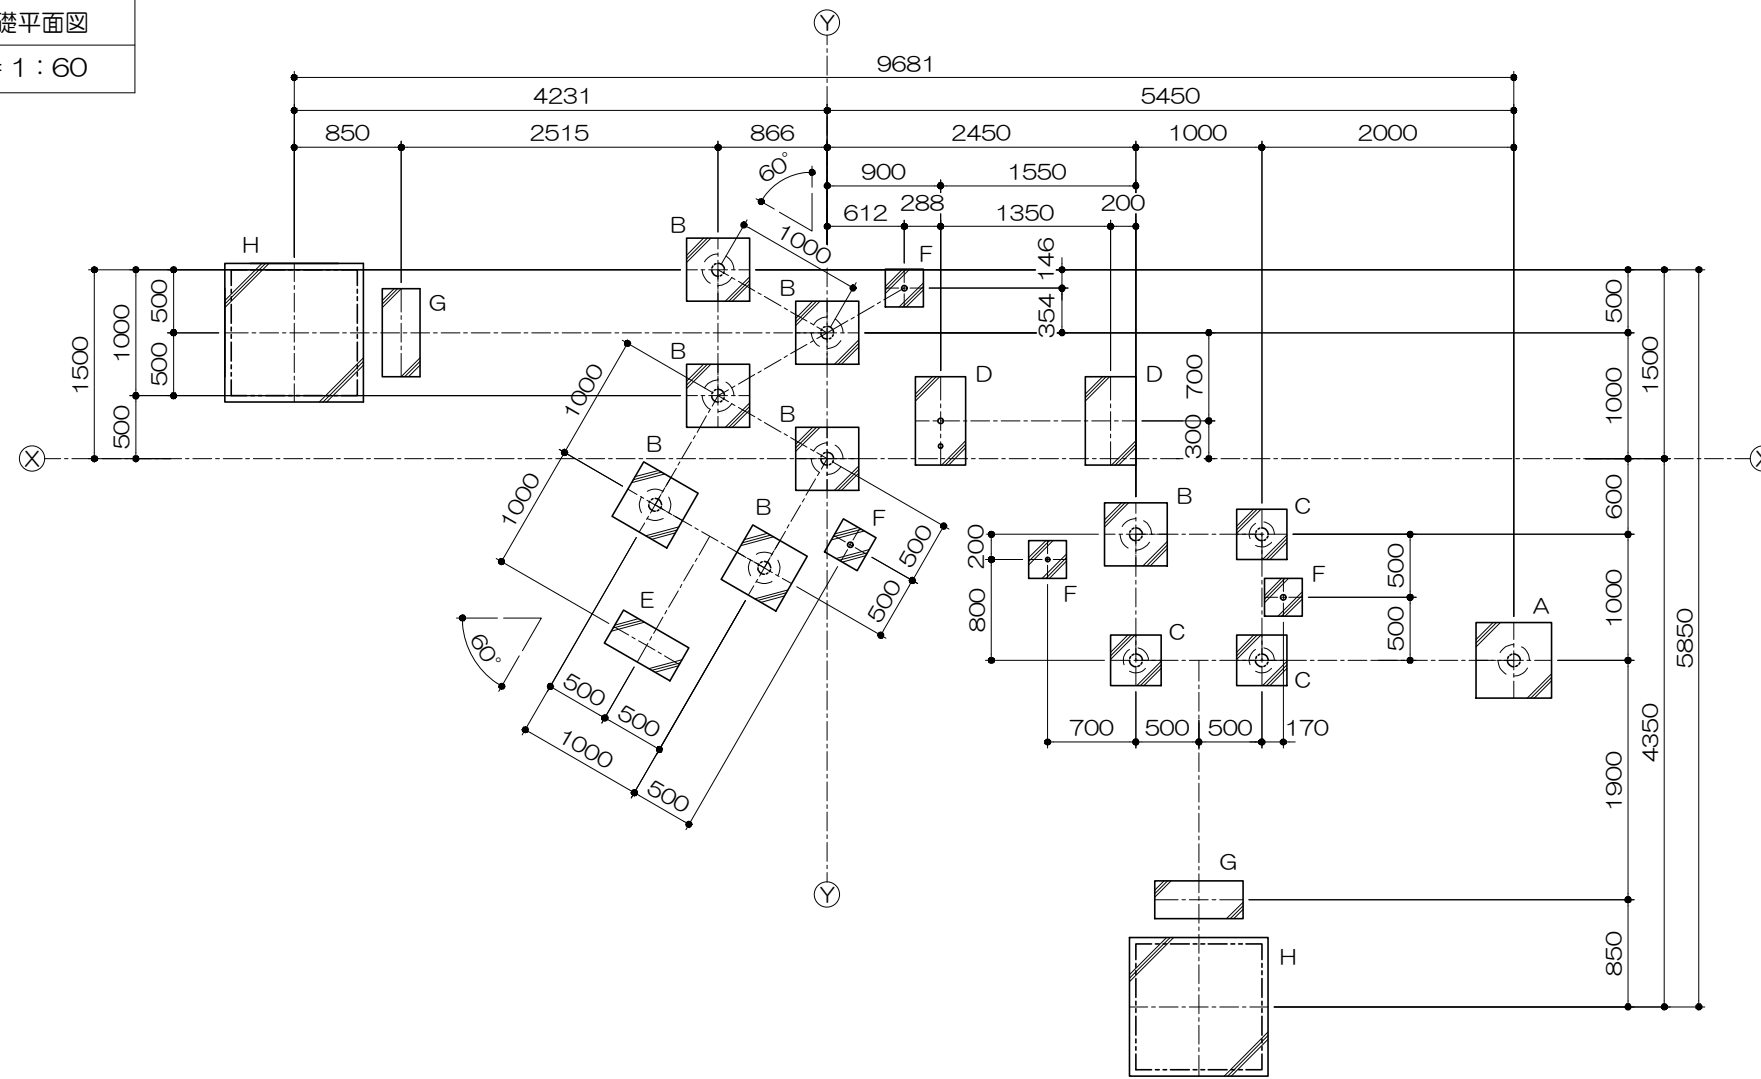 礎平面図
1：60
Y
9681
4231
5450
850
2515
866
2450
1000
2000
60°
900
1550
612
288
1350
200
H
B
1000
F
146
354
G
B
500
1000
500
1500
500
B
D
D
700
300
500
1000
1500
1000
B
X
X
B
1000
B
F
500
500
B
C
600
200
800
F
F
500
500
1000
5850
E
C
C
A
60°
500
500
1000
500
700
500
500
170
1900
4350
Y
G
850
H